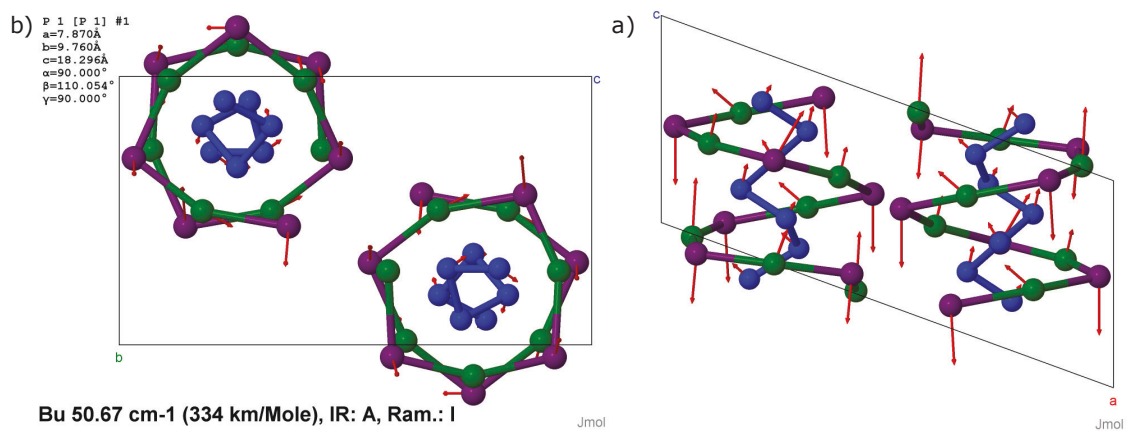 b)
P 1 [P 1] #1
a=7.870Å
b=9.760Å
c=18.296Å
α=90.000°
β=110.054°
γ=90.000°
c
b
Bu 50.67 cm-1 (334 km/Mole), IR: A, Ram.: I
Jmol
a)
c
a
Jmol